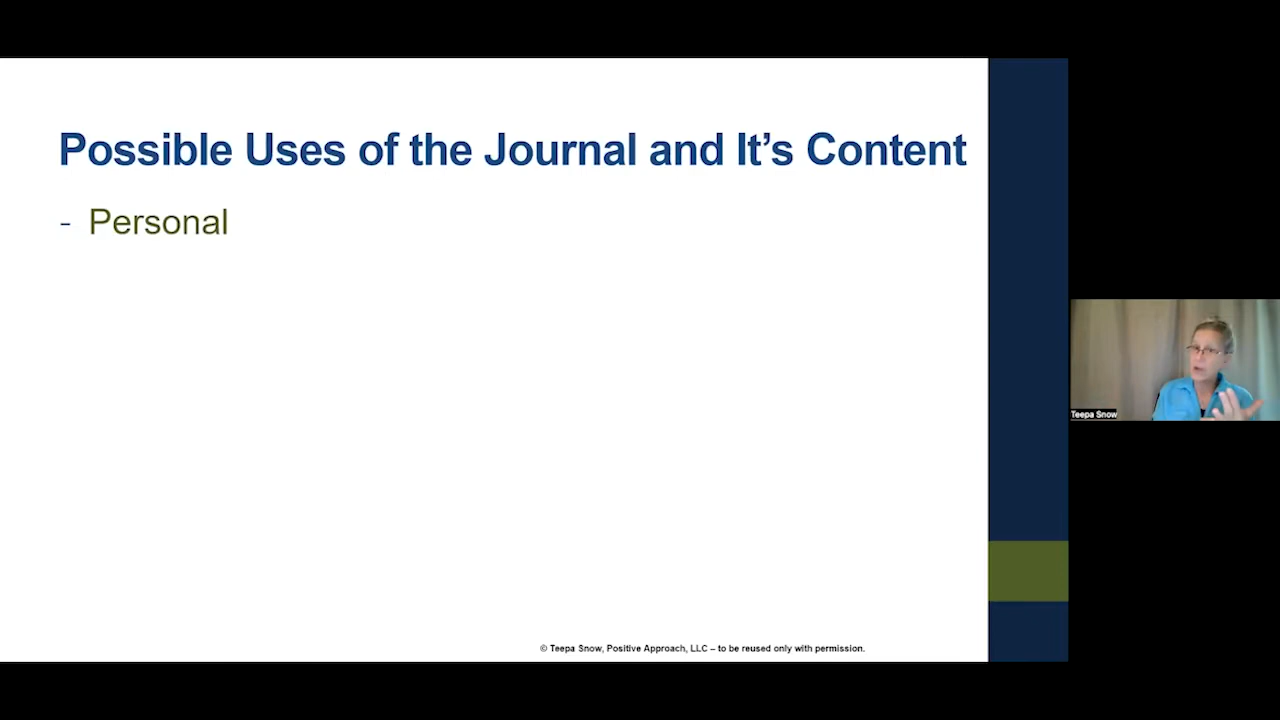 Possible Uses of the Journal and It’s Content
- Personal
Teepa Snow
© Teepa Snow, Positive Approach, LLC – to be reused only with permission.